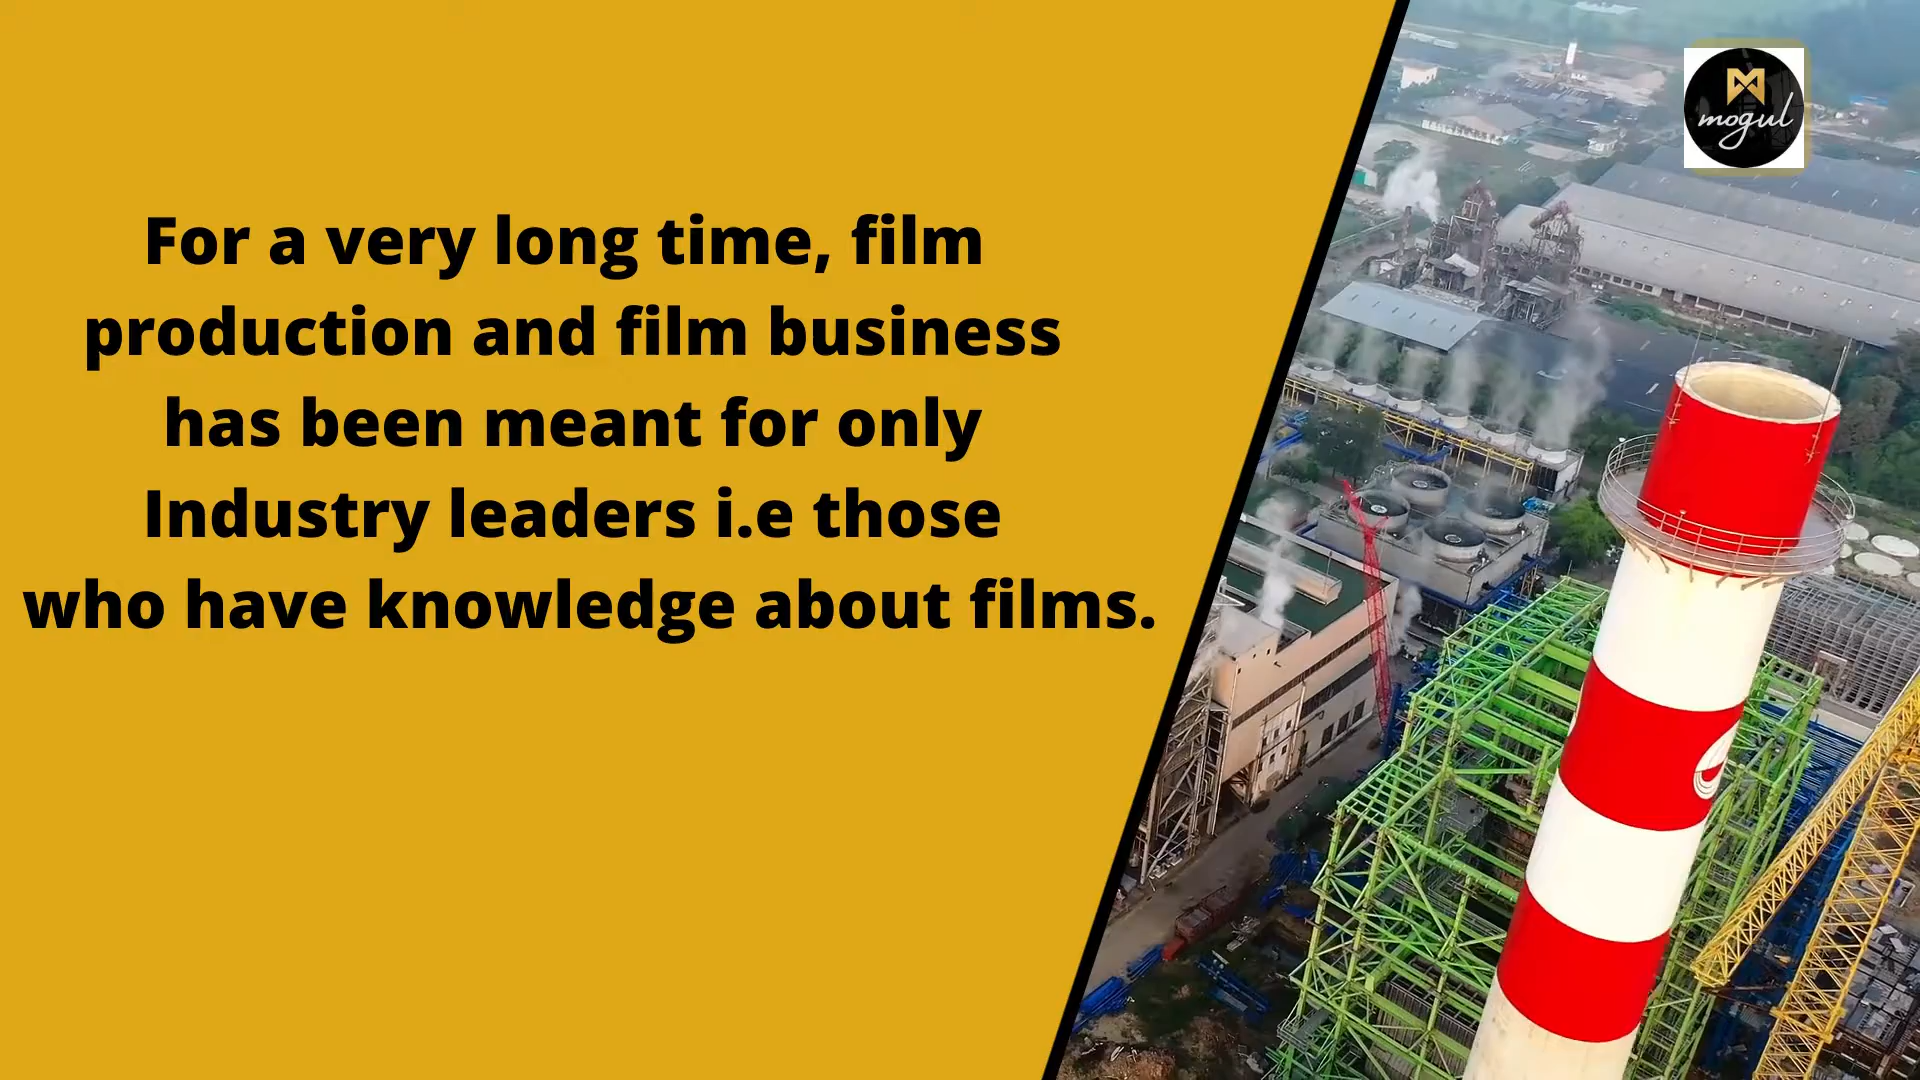 For a very long time, film
production and film business
has been meant for only
Industry leaders i.e those
who have knowledge about films.
mogul